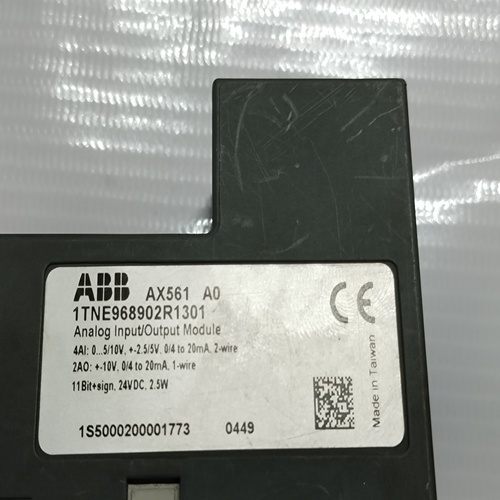 ABB AX561 A0
1TNE968902R1301
Analog Input/Output Module
4AI: 0...5/10V, +-2.5/5V, 0/4 to 20mA, 2-wire
2AO: +-10V, 0/4 to 20mA, 1-wire
11Bit+sign, 24VDC, 2.5W
1S5000200001773 0449
CE
Made in Taiwan